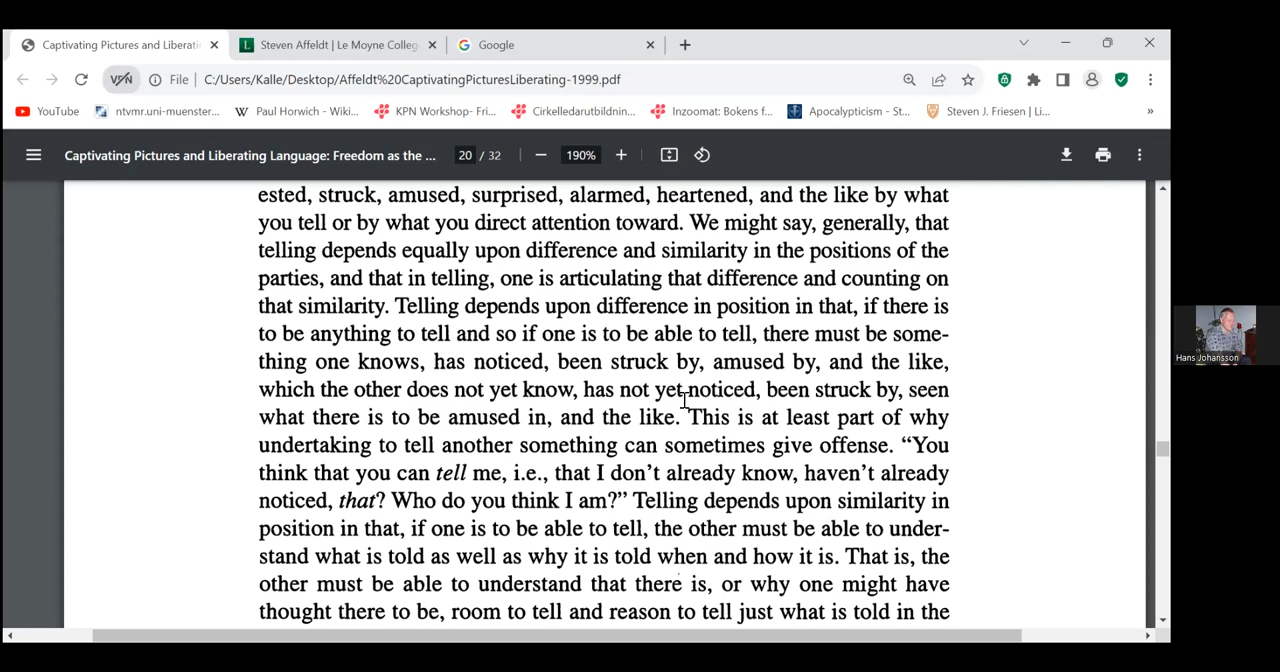 Captivating Pictures and Liberati
Steven Affeldt | Le Moyne Colleg
Google
VPN
File
C:/Users/Kalle/Desktop/Affeldt%20CaptivatingPicturesLiberating-1999.pdf
YouTube
ntvmr.uni-muenster...
Paul Horwich - Wiki...
KPN Workshop- Fri...
Cirkelledarutbildnin...
Inzoomat: Bokens f...
Apocalypticism - St...
Steven J. Friesen | Li...
»
Captivating Pictures and Liberating Language: Freedom as the ...
20 / 32
190%
ested, struck, amused, surprised, alarmed, heartened, and the like by what
you tell or by what you direct attention toward. We might say, generally, that
telling depends equally upon difference and similarity in the positions of the
parties, and that in telling, one is articulating that difference and counting on
that similarity. Telling depends upon difference in position in that, if there is
to be anything to tell and so if one is to be able to tell, there must be some-
thing one knows, has noticed, been struck by, amused by, and the like,
which the other does not yet know, has not yet noticed, been struck by, seen
what there is to be amused in, and the like. This is at least part of why
undertaking to tell another something can sometimes give offense. “You
think that you can tell me, i.e., that I don’t already know, haven’t already
noticed, that? Who do you think I am?” Telling depends upon similarity in
position in that, if one is to be able to tell, the other must be able to under-
stand what is told as well as why it is told when and how it is. That is, the
other must be able to understand that there is, or why one might have
thought there to be, room to tell and reason to tell just what is told in the
Hans Johansson